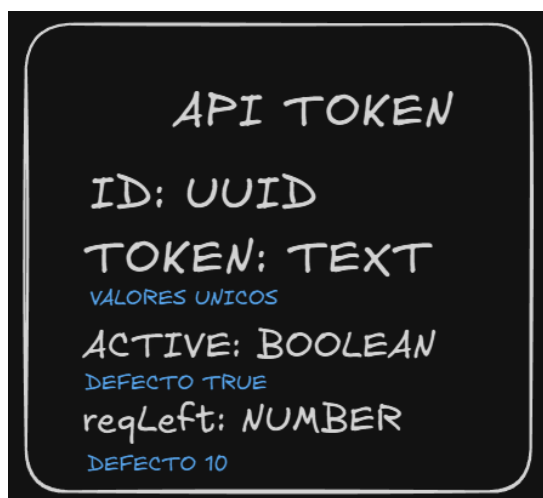 API TOKEN
ID: UUID
TOKEN: TEXT
VALORES UNICOS
ACTIVE: BOOLEAN
DEFECTO TRUE
reqLeft: NUMBER
DEFECTO 10